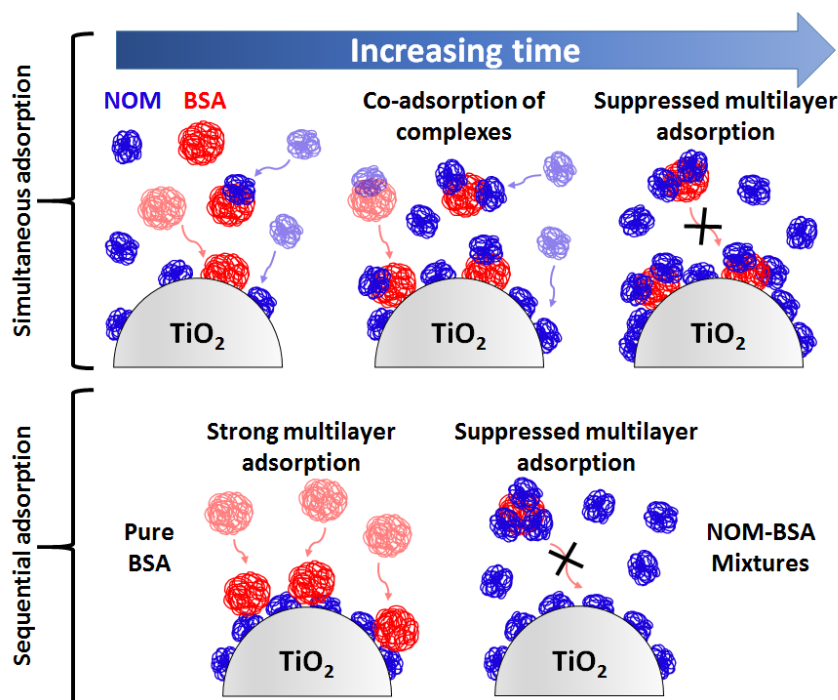 Increasing time
Simultaneous adsorption
NOM BSA
Co-adsorption of
complexes
Suppressed multilayer
adsorption
TiO₂
TiO₂
TiO₂
Sequential adsorption
Strong multilayer
adsorption
Suppressed multilayer
adsorption
Pure
BSA
NOM-BSA
Mixtures
TiO₂
TiO₂